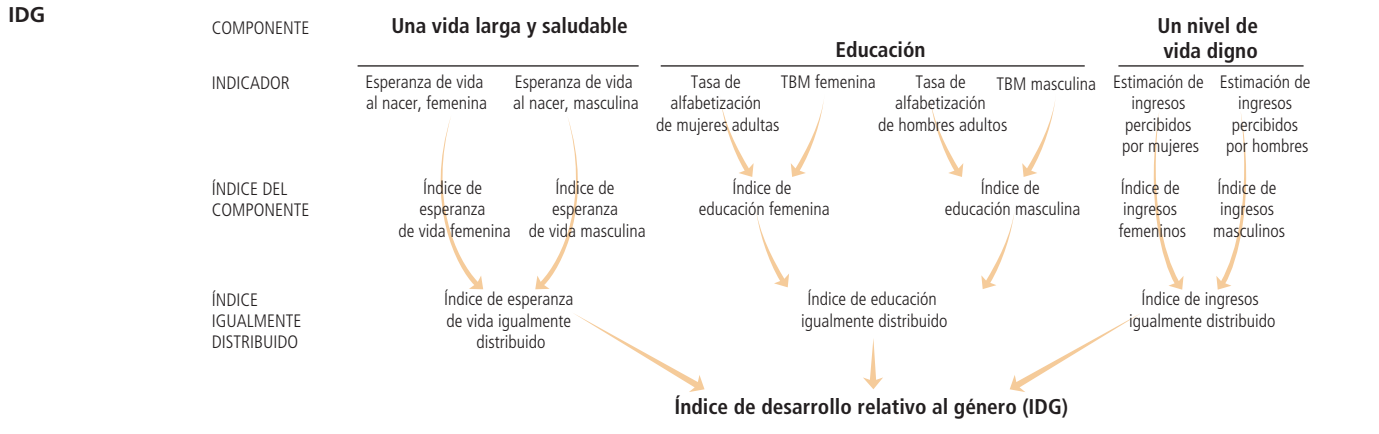 IDG
COMPONENTE
Una vida larga y saludable
Educación
Un nivel de
vida digno
INDICADOR
Esperanza de vida
al nacer, femenina
Esperanza de vida
al nacer, masculina
Tasa de
alfabetización
de mujeres adultas
TBM femenina
Tasa de
alfabetización
de hombres adultos
TBM masculina
Estimación de
ingresos
percibidos
por mujeres
Estimación de
ingresos
percibidos
por hombres
ÍNDICE DEL
COMPONENTE
Índice de
esperanza
de vida femenina
Índice de
esperanza
de vida masculina
Índice de
educación femenina
Índice de
educación masculina
Índice de
ingresos
femeninos
Índice de
ingresos
masculinos
ÍNDICE
IGUALMENTE
DISTRIBUIDO
Índice de esperanza
de vida igualmente
distribuido
Índice de educación
igualmente distribuido
Índice de ingresos
igualmente distribuido
Índice de desarrollo relativo al género (IDG)